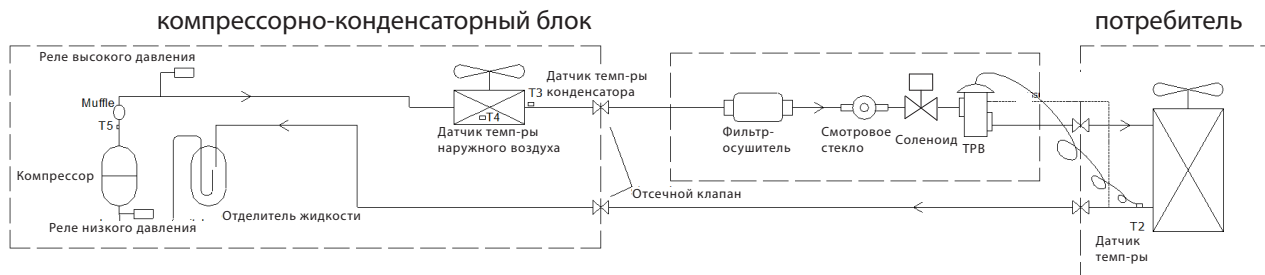 компрессорно-конденсаторный блок
потребитель
Реле высокого давления
Muffle
T5
Компрессор
Реле низкого давления
Отделитель жидкости
T4
Датчик темп-ры
наружного воздуха
T3
Датчик темп-ры
конденсатора
Отсечной клапан
Фильтр-
осушитель
Смотровое
стекло
Соленоид
ТРВ
T2
Датчик
темп-ры